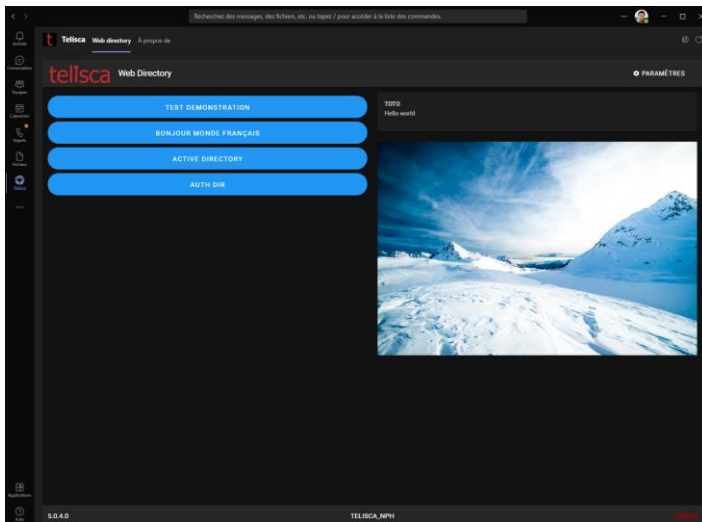 Recherchez des messages, des fichiers, etc. ou tapez / pour accéder à la liste des commandes.
Telisca Web directory À propos de
telisca Web Directory
PARAMÈTRES
TEST DEMONSTRATION
BONJOUR MONDE FRANÇAIS
ACTIVE DIRECTORY
AUTH DIR
TOTO
Hello world
Activité
Conversation
Équipes
Calendrier
Appels
Fichiers
Telisca
Applications
Aide
5.0.4.0
TELISCA_NPH
telisca